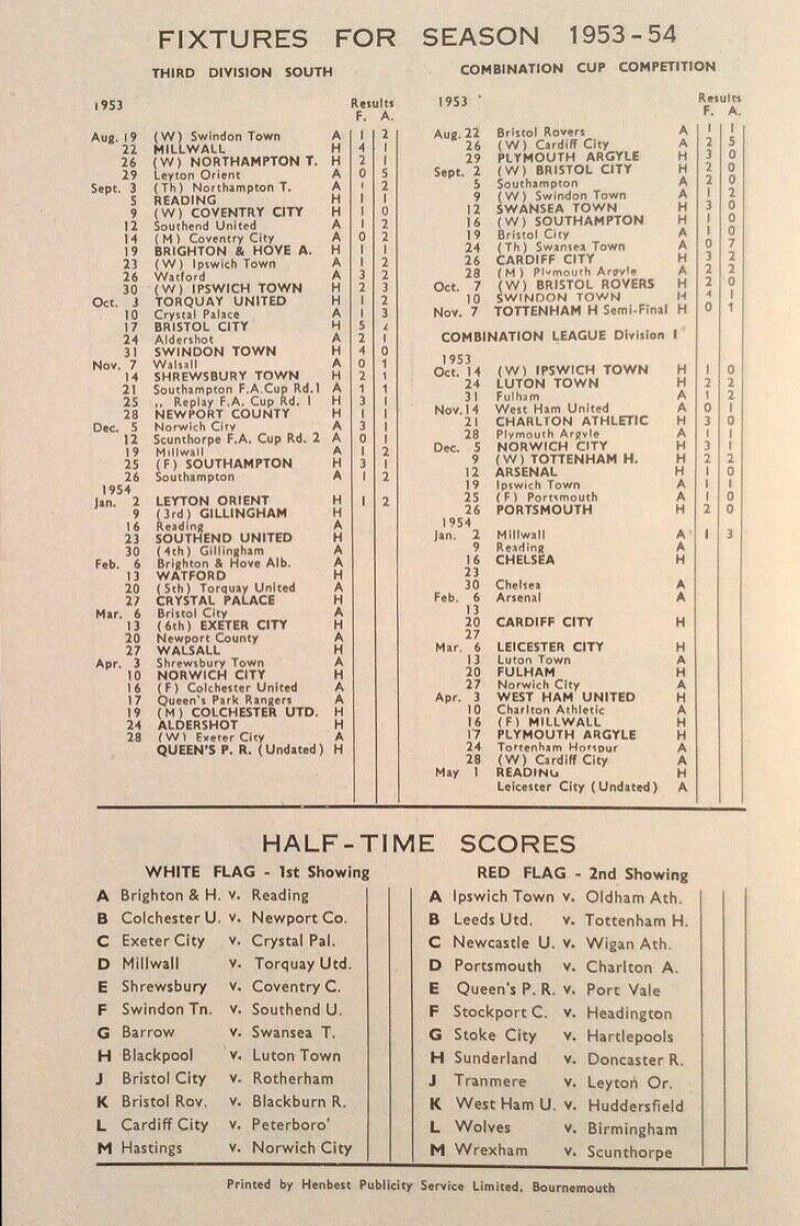 FIXTURES FOR SEASON 1953-54
THIRD DIVISION SOUTH
1953 Results
F. A.
Aug. 19 (W) Swindon Town A 1 2
22 MILLWALL H 4 1
26 (W) NORTHAMPTON T. H 2 1
29 Leyton Orient A 0 5
Sept. 3 (Th) Northampton T. A 1 2
5 READING H 1 1
9 (W) COVENTRY CITY H 1 0
12 Southend United A 1 2
14 (M) Coventry City A 0 2
19 BRIGHTON & HOVE A. H 1 1
23 (W) Ipswich Town A 1 2
26 Watford A 3 2
30 (W) IPSWICH TOWN H 2 3
Oct. 3 TORQUAY UNITED H 1 2
10 Crystal Palace A 1 3
17 BRISTOL CITY H 5
24 Aldershot A 2 1
31 SWINDON TOWN H 4 0
Nov. 7 Walsall A 0 1
14 SHREWSBURY TOWN H 2 1
21 Southampton F.A.Cup Rd.1 A 1 1
25 ,, Replay F.A. Cup Rd. 1 H 3 1
28 NEWPORT COUNTY H 1 1
Dec. 5 Norwich City A 3 1
12 Scunthorpe F.A. Cup Rd. 2 A 0 1
19 Millwall A 1 2
25 (F) SOUTHAMPTON H 3 1
26 Southampton A 1 2
1954
Jan. 2 LEYTON ORIENT H 1 2
9 (3rd) GILLINGHAM H
16 Reading A
23 SOUTHEND UNITED H
30 (4th) Gillingham A
Feb. 6 Brighton & Hove Alb. A
13 WATFORD H
20 (5th) Torquay United A
27 CRYSTAL PALACE H
Mar. 6 Bristol City A
13 (6th) EXETER CITY H
20 Newport County A
27 WALSALL H
Apr. 3 Shrewsbury Town A
10 NORWICH CITY H
16 (F) Colchester United A
17 Queen's Park Rangers A
19 (M) COLCHESTER UTD. H
24 ALDERSHOT H
28 (W) Exeter City A
QUEEN'S P. R. (Undated) H
COMBINATION CUP COMPETITION
1953 Results
F. A.
Aug. 22 Bristol Rovers A 1 1
26 (W) Cardiff City A 2 5
29 PLYMOUTH ARGYLE H 3 0
Sept. 2 (W) BRISTOL CITY H 2 0
5 Southampton A 2 0
9 (W) Swindon Town A 1 2
12 SWANSEA TOWN H 3 0
16 (W) SOUTHAMPTON H 1 0
19 Bristol City A 1 0
24 (Th) Swansea Town A 0 7
26 CARDIFF CITY H 3 2
28 (M) Plymouth Argyle A 2 2
Oct. 7 (W) BRISTOL ROVERS H 2 0
10 SWINDON TOWN H 4 1
Nov. 7 TOTTENHAM H Semi-Final H 0 1
COMBINATION LEAGUE Division 1
1953
Oct. 14 (W) IPSWICH TOWN H 1 0
24 LUTON TOWN H 2 2
31 Fulham A 1 2
Nov. 14 West Ham United A 0 1
21 CHARLTON ATHLETIC H 3 0
28 Plymouth Argyle A 1 1
Dec. 5 NORWICH CITY H 3 1
9 (W) TOTTENHAM H. H 2 2
12 ARSENAL H 1 0
19 Ipswich Town A 1 1
25 (F) Portsmouth A 1 0
26 PORTSMOUTH H 2 0
1954
Jan. 2 Millwall A 1 3
9 Reading A
16 CHELSEA H
23
30 Chelsea A
Feb. 6 Arsenal A
13
20 CARDIFF CITY H
27
Mar. 6 LEICESTER CITY H
13 Luton Town A
20 FULHAM H
27 Norwich City A
Apr. 3 WEST HAM UNITED H
10 Charlton Athletic A
16 (F) MILLWALL H
17 PLYMOUTH ARGYLE H
24 Tottenham Hotspur A
28 (W) Cardiff City A
May 1 READING H
Leicester City (Undated) A
HALF-TIME SCORES
WHITE FLAG - 1st Showing
A Brighton & H. v. Reading
B Colchester U. v. Newport Co.
C Exeter City v. Crystal Pal.
D Millwall v. Torquay Utd.
E Shrewsbury v. Coventry C.
F Swindon Tn. v. Southend U.
G Barrow v. Swansea T.
H Blackpool v. Luton Town
J Bristol City v. Rotherham
K Bristol Rov. v. Blackburn R.
L Cardiff City v. Peterboro'
M Hastings v. Norwich City
RED FLAG - 2nd Showing
A Ipswich Town v. Oldham Ath.
B Leeds Utd. v. Tottenham H.
C Newcastle U. v. Wigan Ath.
D Portsmouth v. Charlton A.
E Queen's P. R. v. Port Vale
F Stockport C. v. Headington
G Stoke City v. Hartlepools
H Sunderland v. Doncaster R.
J Tranmere v. Leyton Or.
K West Ham U. v. Huddersfield
L Wolves v. Birmingham
M Wrexham v. Scunthorpe
Printed by Henbest Publicity Service Limited, Bournemouth